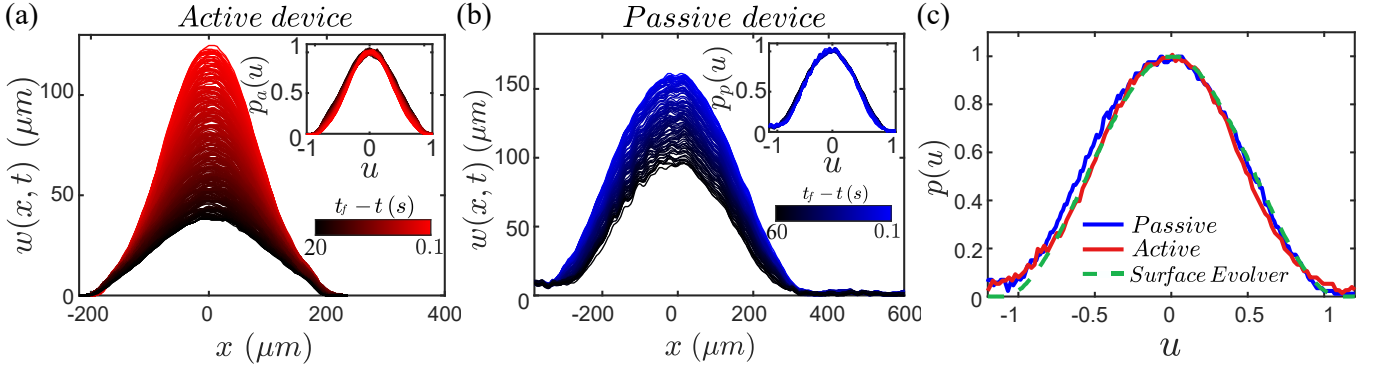 (a) Active device
w(x, t) (μm)
100
50
0
-200 0 200 400
x (μm)
p_a(u)
1
0.5
0
-1 0 1
u
t_f − t (s)
20 0.1
(b) Passive device
w(x, t) (μm)
150
100
50
0
-200 0 200 400 600
x (μm)
p_p(u)
1
0.5
0
-1 0 1
u
t_f − t (s)
60 0.1
(c)
p(u)
1
0.8
0.6
0.4
0.2
0
-1 -0.5 0 0.5 1
u
Passive
Active
Surface Evolver